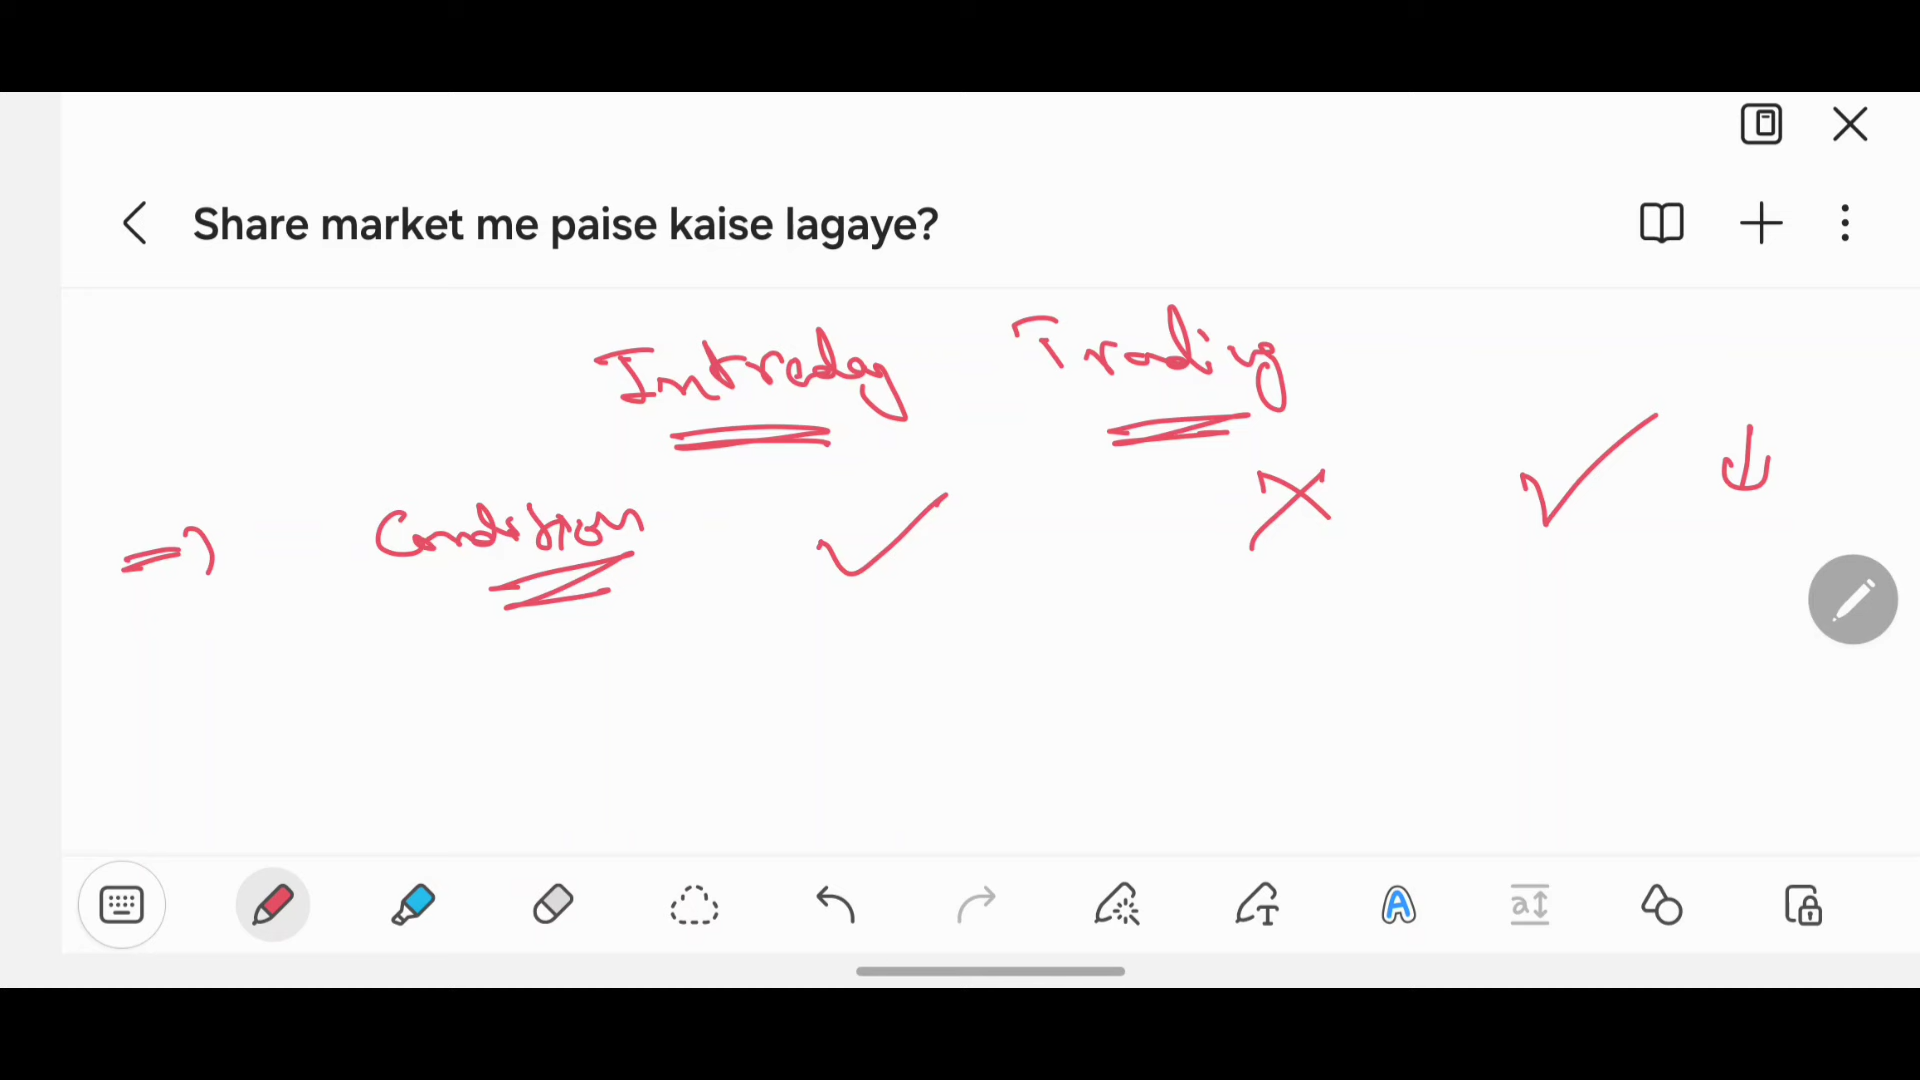 Share market me paise kaise lagaye?
Intraday Trading
=> Condition